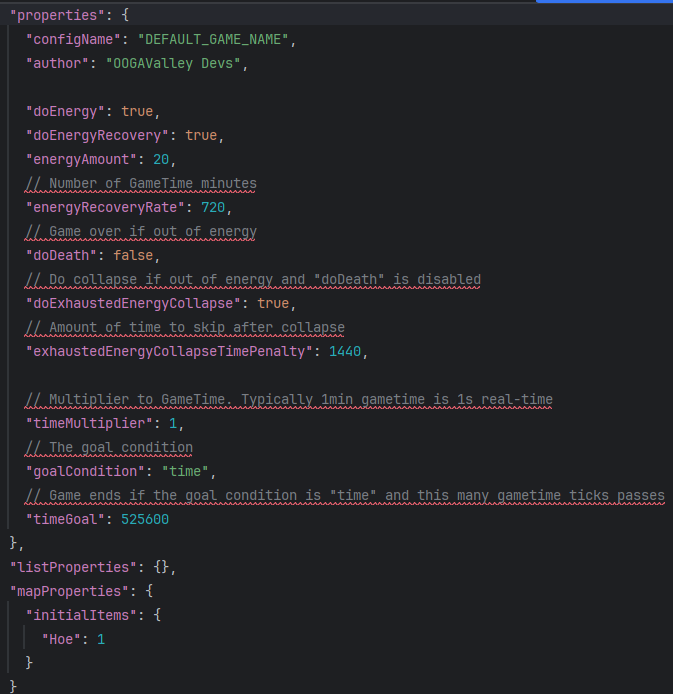 "properties": {
"configName": "DEFAULT_GAME_NAME",
"author": "OOGAValley Devs",
"doEnergy": true,
"doEnergyRecovery": true,
"energyAmount": 20,
// Number of GameTime minutes
"energyRecoveryRate": 720,
// Game over if out of energy
"doDeath": false,
// Do collapse if out of energy and "doDeath" is disabled
"doExhaustedEnergyCollapse": true,
// Amount of time to skip after collapse
"exhaustedEnergyCollapseTimePenalty": 1440,
// Multiplier to GameTime. Typically 1min gametime is 1s real-time
"timeMultiplier": 1,
// The goal condition
"goalCondition": "time",
// Game ends if the goal condition is "time" and this many gametime ticks passes
"timeGoal": 525600
},
"listProperties": {},
"mapProperties": {
"initialItems": {
"Hoe": 1
}
}